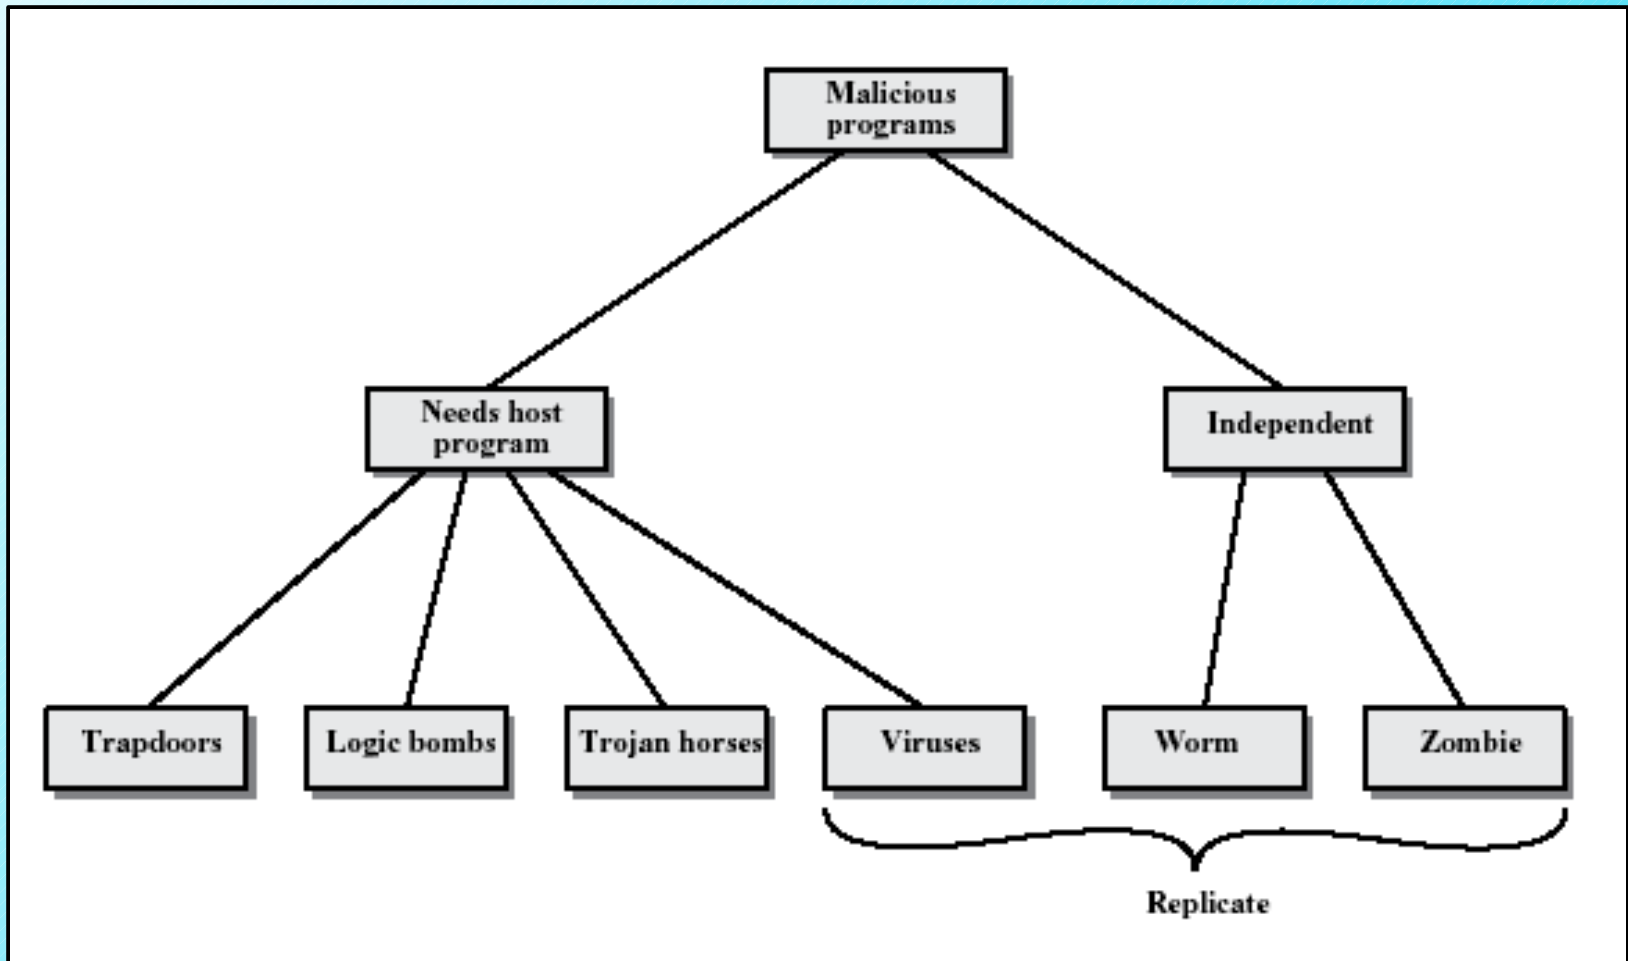 Malicious
programs
Needs host
program
Independent
Trapdoors
Logic bombs
Trojan horses
Viruses
Worm
Zombie
Replicate